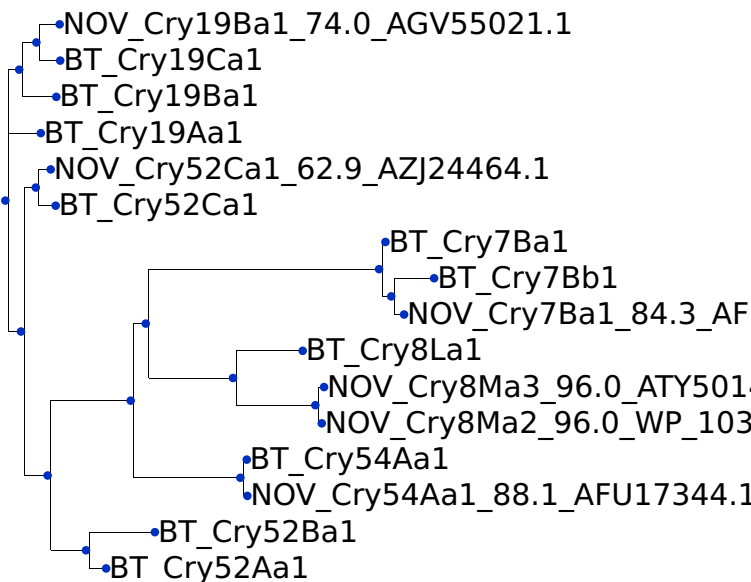 NOV_Cry19Ba1_74.0_AGV55021.1
BT_Cry19Ca1
BT_Cry19Ba1
BT_Cry19Aa1
NOV_Cry52Ca1_62.9_AZJ24464.1
BT_Cry52Ca1
BT_Cry7Ba1
BT_Cry7Bb1
NOV_Cry7Ba1_84.3_AF
BT_Cry8La1
NOV_Cry8Ma3_96.0_ATY501
NOV_Cry8Ma2_96.0_WP_103
BT_Cry54Aa1
NOV_Cry54Aa1_88.1_AFU17344.1
BT_Cry52Ba1
BT_Cry52Aa1